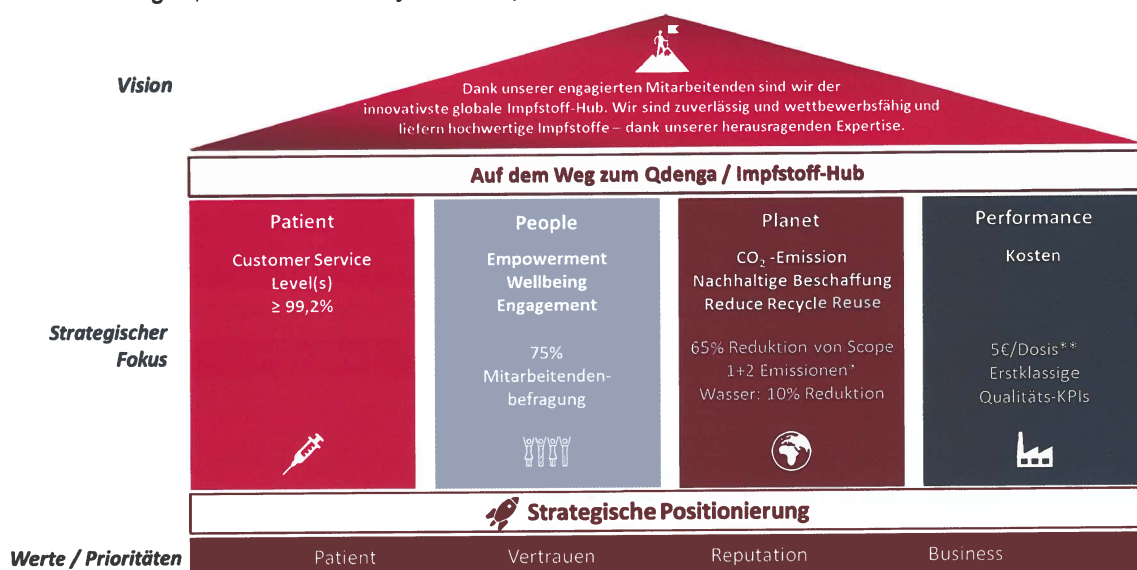 Vision
Dank unserer engagierten Mitarbeitenden sind wir der
innovativste globale Impfstoff-Hub. Wir sind zuverlässig und wettbewerbsfähig und
liefern hochwertige Impfstoffe – dank unserer herausragenden Expertise.
Auf dem Weg zum Qdenga / Impfstoff-Hub
Strategischer
Fokus
Patient
Customer Service
Level(s)
≥ 99,2%
People
Empowerment
Wellbeing
Engagement
75%
Mitarbeitenden-
befragung
Planet
CO₂ -Emission
Nachhaltige Beschaffung
Reduce Recycle Reuse
65% Reduktion von Scope
1+2 Emissionen*
Wasser: 10% Reduktion
Performance
Kosten
5€/Dosis**
Erstklassige
Qualitäts-KPIs
Strategische Positionierung
Werte / Prioritäten
Patient
Vertrauen
Reputation
Business